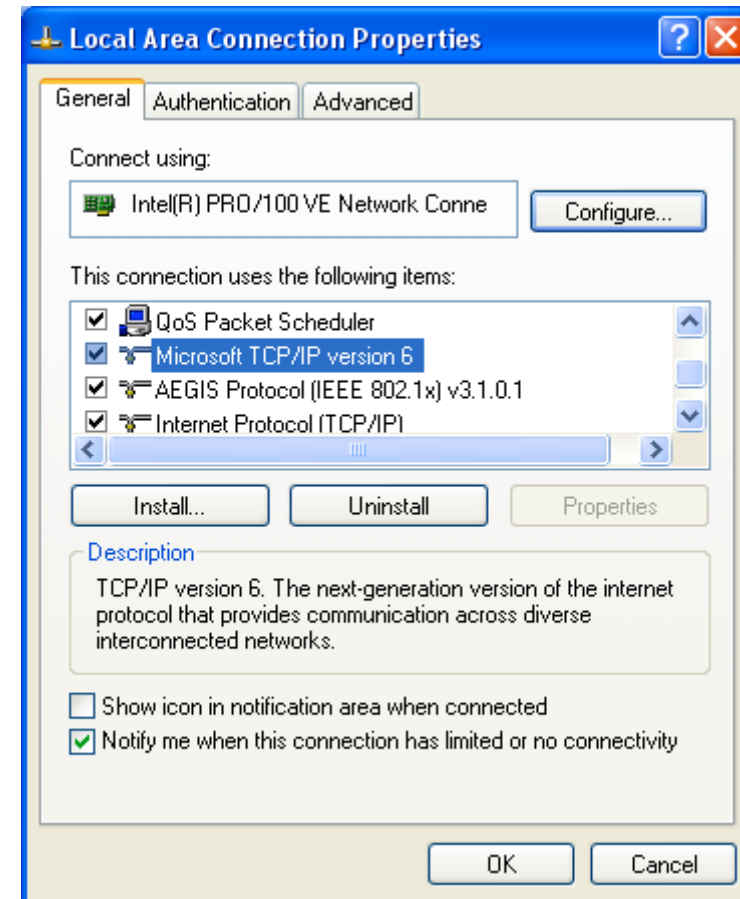 Local Area Connection Properties
General Authentication Advanced
Connect using:
Intel(R) PRO/100 VE Network Conne
Configure...
This connection uses the following items:
QoS Packet Scheduler
Microsoft TCP/IP version 6
AEGIS Protocol (IEEE 802.1x) v3.1.0.1
Internet Protocol (TCP/IP)
Install... Uninstall Properties
Description
TCP/IP version 6. The next-generation version of the internet
protocol that provides communication across diverse
interconnected networks.
Show icon in notification area when connected
Notify me when this connection has limited or no connectivity
OK Cancel